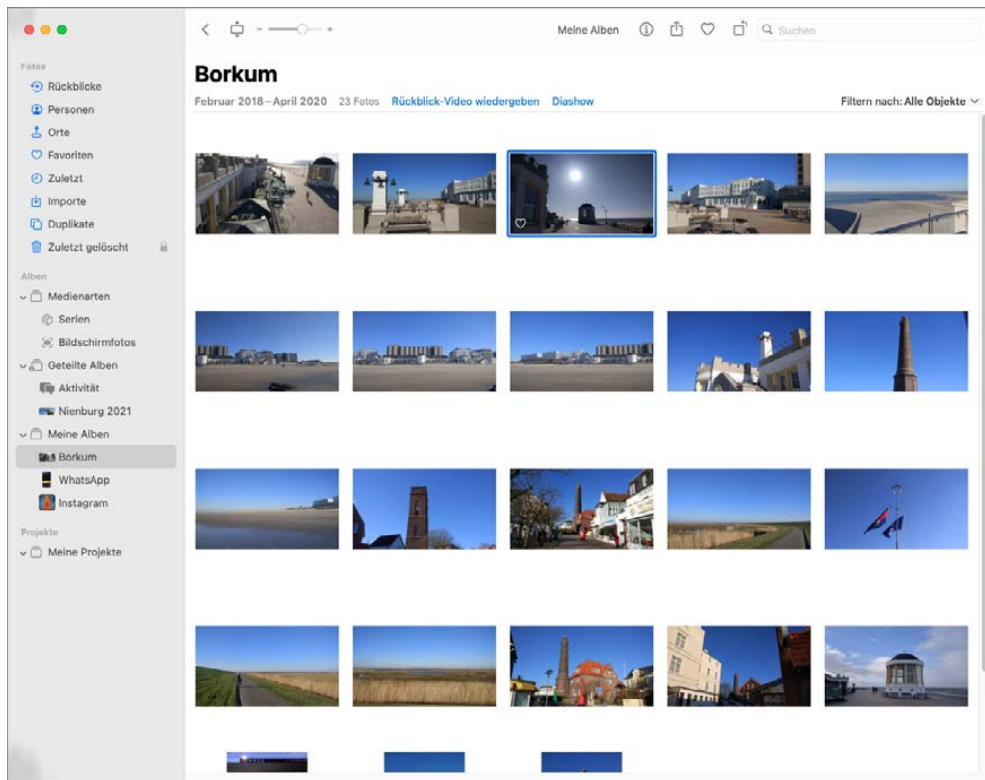 Meine Alben
Suchen
Fotos
Rückblicke
Personen
Orte
Favoriten
Zuletzt
Importe
Duplikate
Zuletzt gelöscht
Alben
Medienarten
Serien
Bildschirmfotos
Geteilte Alben
Aktivität
Nienburg 2021
Meine Alben
Borkum
WhatsApp
Instagram
Projekte
Meine Projekte
Borkum
Februar 2018–April 2020 23 Fotos Rückblick-Video wiedergeben Diashow Filtern nach: Alle Objekte